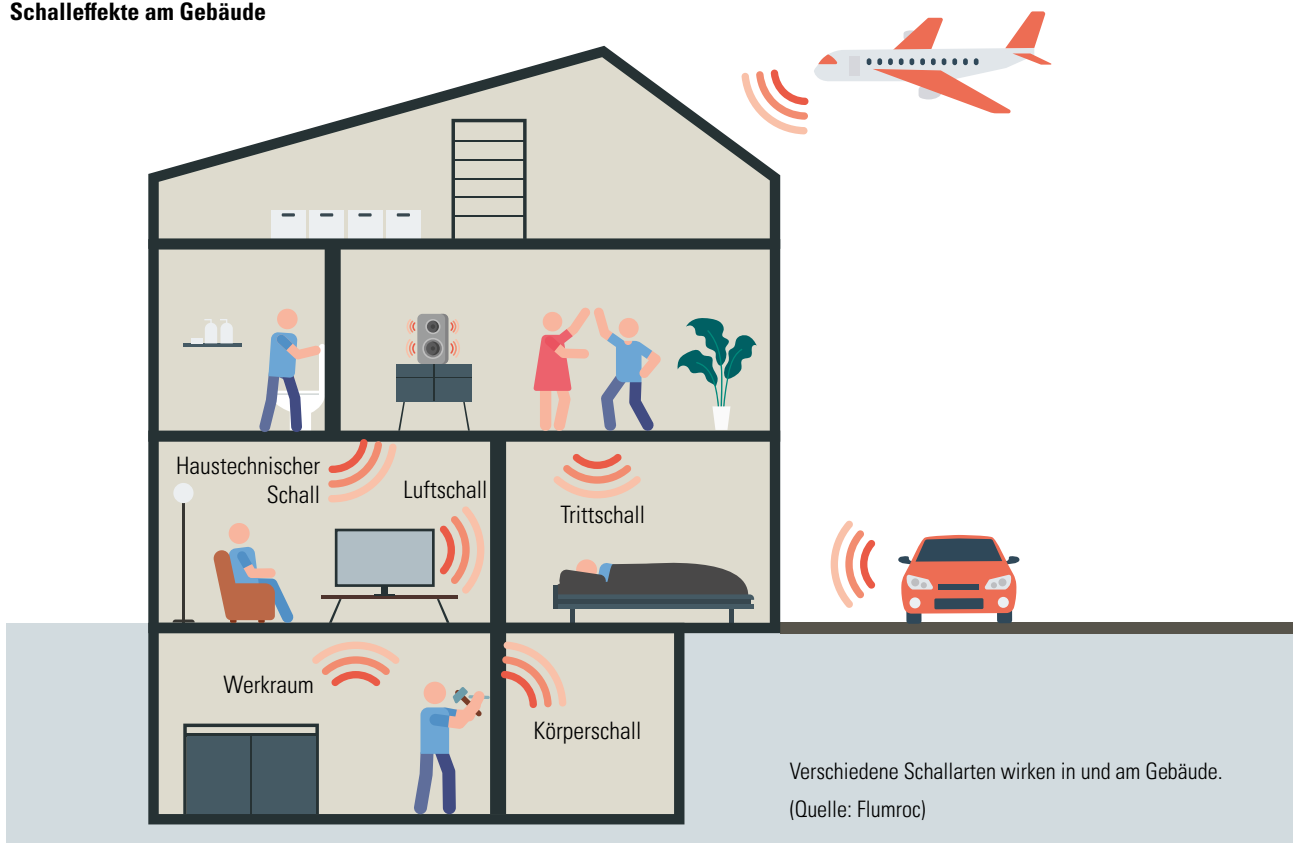 Schalleffekte am Gebäude
Haustechnischer
Schall
Luftschall
Trittschall
Werkraum
Körperschall
Verschiedene Schallarten wirken in und am Gebäude.
(Quelle: Flumroc)